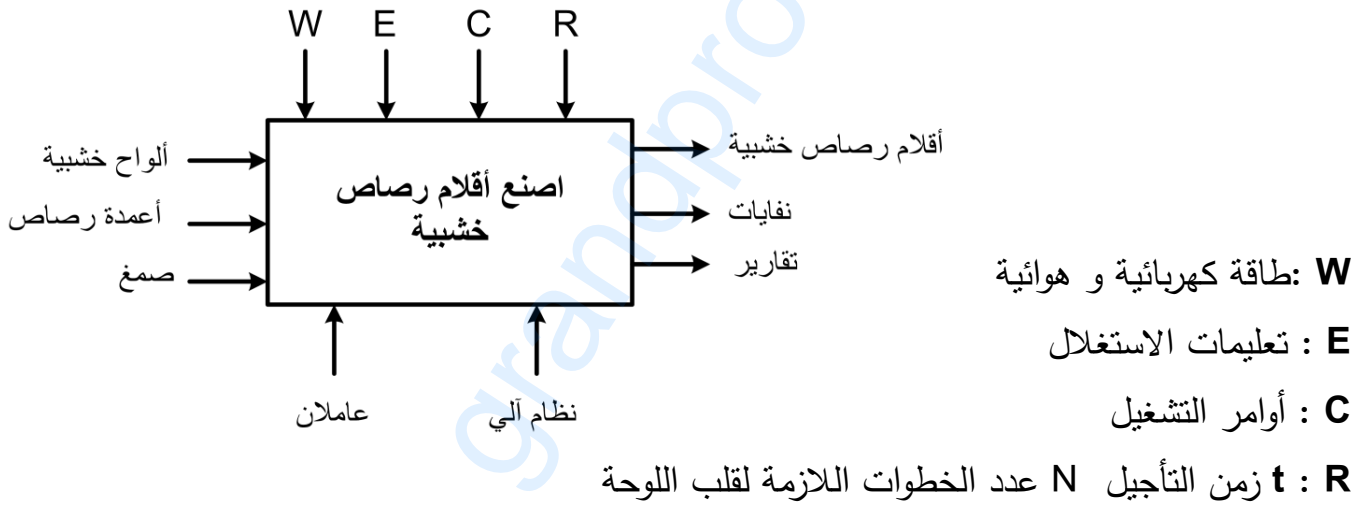 W E C R
ألواح خشبية
أعمدة رصاص
صمغ
اصنع أقلام رصاص
خشبية
أقلام رصاص خشبية
نفايات
تقارير
عاملان
نظام آلي
W :طاقة كهربائية و هوائية
E : تعليمات الاستغلال
C : أوامر التشغيل
R : t زمن التأجيل N عدد الخطوات اللازمة لقلب اللوحة
grandpro